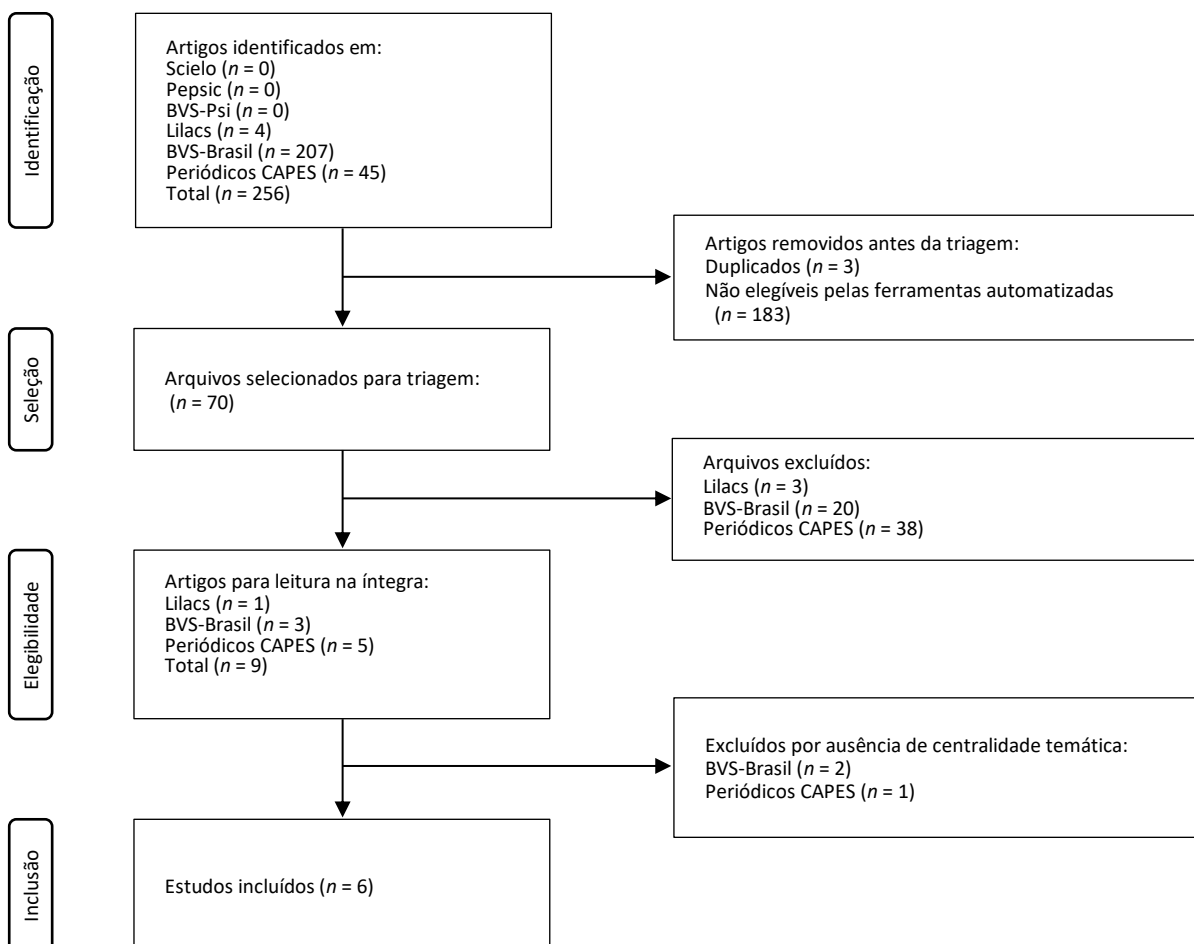 Identificação
Artigos identificados em:
Scielo (n = 0)
Pepsic (n = 0)
BVS-Psi (n = 0)
Lilacs (n = 4)
BVS-Brasil (n = 207)
Periódicos CAPES (n = 45)
Total (n = 256)
Artigos removidos antes da triagem:
Duplicados (n = 3)
Não elegíveis pelas ferramentas automatizadas
(n = 183)
Seleção
Arquivos selecionados para triagem:
(n = 70)
Arquivos excluídos:
Lilacs (n = 3)
BVS-Brasil (n = 20)
Periódicos CAPES (n = 38)
Elegibilidade
Artigos para leitura na íntegra:
Lilacs (n = 1)
BVS-Brasil (n = 3)
Periódicos CAPES (n = 5)
Total (n = 9)
Excluídos por ausência de centralidade temática:
BVS-Brasil (n = 2)
Periódicos CAPES (n = 1)
Inclusão
Estudos incluídos (n = 6)